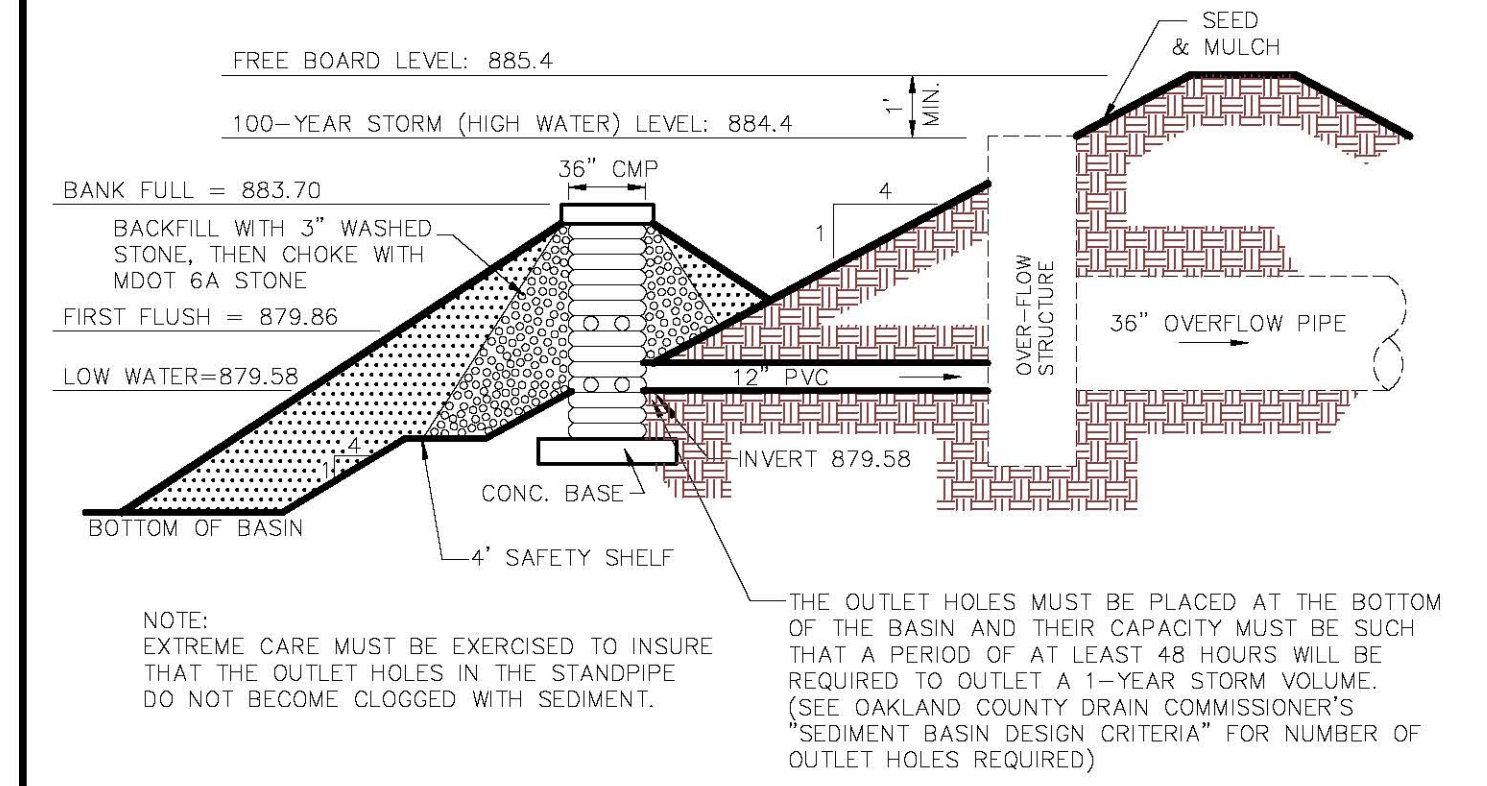 SEED
& MULCH
FREE BOARD LEVEL: 885.4
1' MIN.
100-YEAR STORM (HIGH WATER) LEVEL: 884.4
36" CMP
BANK FULL = 883.70
4
1
BACKFILL WITH 3" WASHED
STONE, THEN CHOKE WITH
MDOT 6A STONE
OVER-FLOW
STRUCTURE
FIRST FLUSH = 879.86
36" OVERFLOW PIPE
LOW WATER=879.58
12" PVC
4
1
INVERT 879.58
CONC. BASE
BOTTOM OF BASIN
4' SAFETY SHELF
NOTE:
EXTREME CARE MUST BE EXERCISED TO INSURE
THAT THE OUTLET HOLES IN THE STANDPIPE
DO NOT BECOME CLOGGED WITH SEDIMENT.
THE OUTLET HOLES MUST BE PLACED AT THE BOTTOM
OF THE BASIN AND THEIR CAPACITY MUST BE SUCH
THAT A PERIOD OF AT LEAST 48 HOURS WILL BE
REQUIRED TO OUTLET A 1-YEAR STORM VOLUME.
(SEE OAKLAND COUNTY DRAIN COMMISSIONER'S
"SEDIMENT BASIN DESIGN CRITERIA" FOR NUMBER OF
OUTLET HOLES REQUIRED)